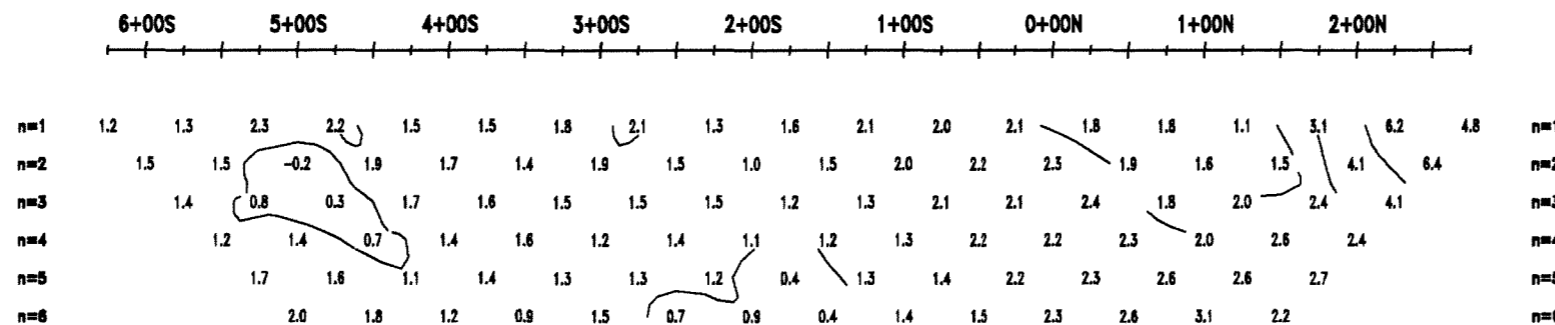 6+00S 5+00S 4+00S 3+00S 2+00S 1+00S 0+00N 1+00N 2+00N
n=1 1.2 1.3 2.3 2.2 1.5 1.5 1.8 2.1 1.3 1.6 2.1 2.0 2.1 1.8 1.8 1.1 3.1 6.2 4.8 n=1
n=2 1.5 1.5 -0.2 1.9 1.7 1.4 1.9 1.5 1.0 1.5 2.0 2.2 2.3 1.9 1.6 1.5 4.1 6.4 n=2
n=3 1.4 0.8 0.3 1.7 1.6 1.5 1.5 1.5 1.2 1.3 2.1 2.1 2.4 1.8 2.0 2.4 4.1 n=3
n=4 1.2 1.4 0.7 1.4 1.6 1.2 1.4 1.1 1.2 1.3 2.2 2.2 2.3 2.0 2.6 2.4 n=4
n=5 1.7 1.6 1.1 1.4 1.3 1.3 1.2 0.4 1.3 1.4 2.2 2.3 2.6 2.6 2.7 n=5
n=6 2.0 1.8 1.2 0.9 1.5 0.7 0.9 0.4 1.4 1.5 2.3 2.6 3.1 2.2 n=6